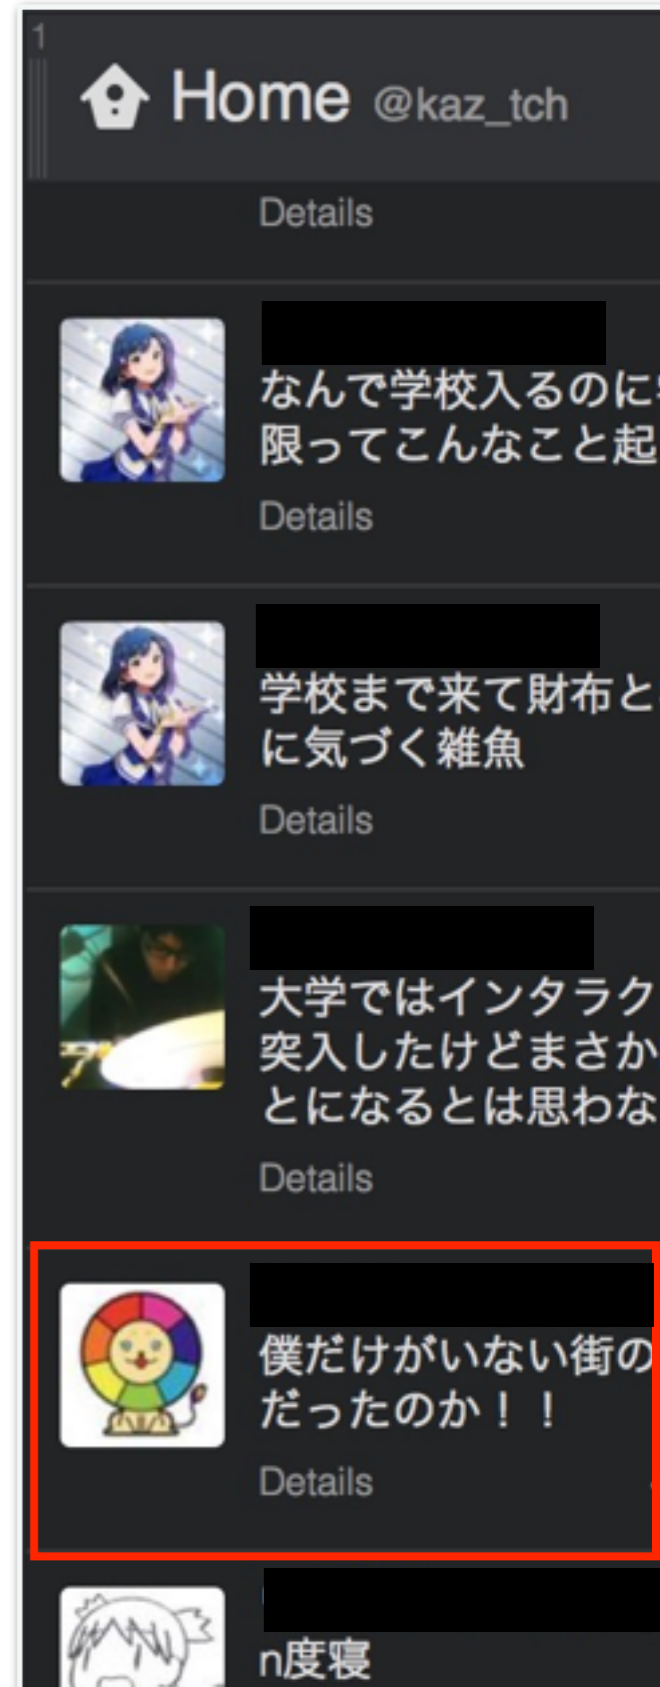 1
Home @kaz_tch
Details
なんで学校入るのに
限ってこんなこと起
Details
学校まで来て財布と
に気づく雑魚
Details
大学ではインタラク
突入したけどまさか
とになるとは思わな
Details
僕だけがいない街の
だったのか！！
Details
n度寝